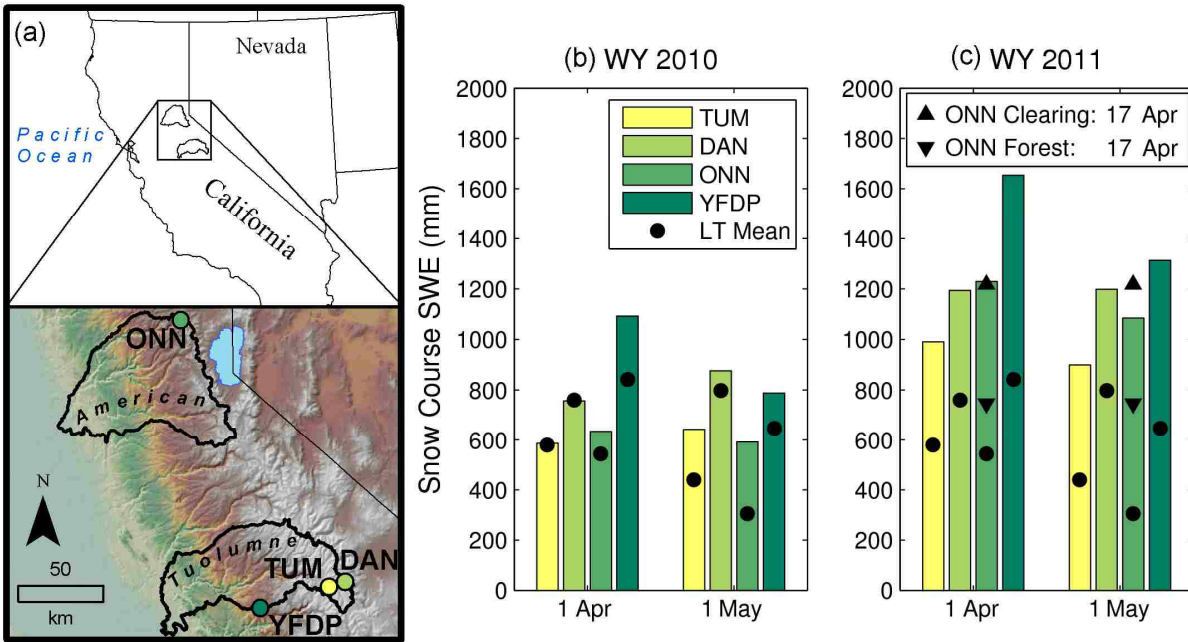 (a)
Nevada
Pacific
Ocean
California
ONN
American
N
50
km
Tuolumne
TUM
DAN
YFDP
(b) WY 2010
Snow Course SWE (mm)
2000
1800
1600
1400
1200
1000
800
600
400
200
0
TUM
DAN
ONN
YFDP
LT Mean
1 Apr
1 May
(c) WY 2011
2000
1800
1600
1400
1200
1000
800
600
400
200
0
ONN Clearing: 17 Apr
ONN Forest: 17 Apr
1 Apr
1 May